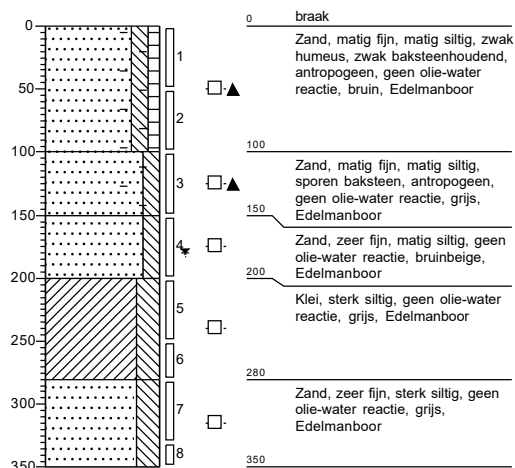 0
50
100
150
200
250
300
350
1
2
3
4
5
6
7
8
0 braak
Zand, matig fijn, matig siltig, zwak
humeus, zwak baksteenhoudend,
antropogeen, geen olie-water
reactie, bruin, Edelmanboor
100
Zand, matig fijn, matig siltig,
sporen baksteen, antropogeen,
geen olie-water reactie, grijs,
Edelmanboor
150
Zand, zeer fijn, matig siltig, geen
olie-water reactie, bruinbeige,
Edelmanboor
200
Klei, sterk siltig, geen olie-water
reactie, grijs, Edelmanboor
280
Zand, zeer fijn, sterk siltig, geen
olie-water reactie, grijs,
Edelmanboor
350